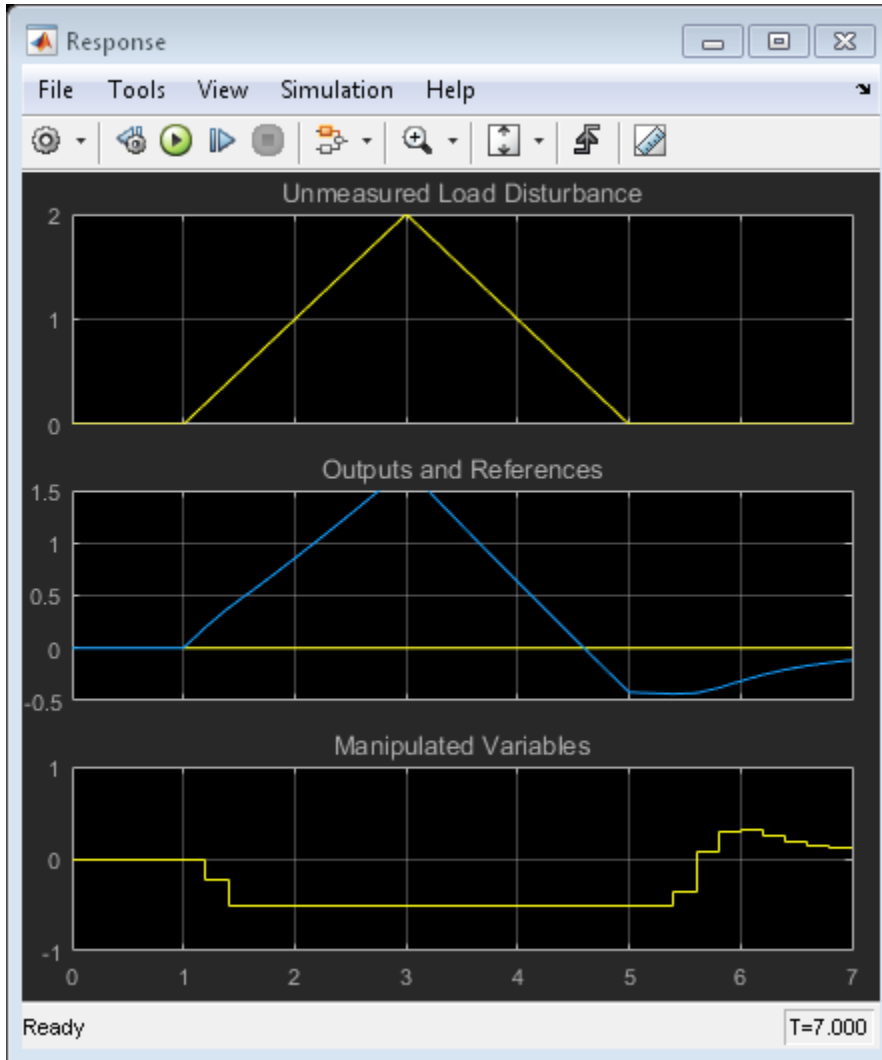 Response
File Tools View Simulation Help
Unmeasured Load Disturbance
2
1
0
Outputs and References
1.5
1
0.5
0
-0.5
Manipulated Variables
1
0
-1
0 1 2 3 4 5 6 7
Ready T=7.000